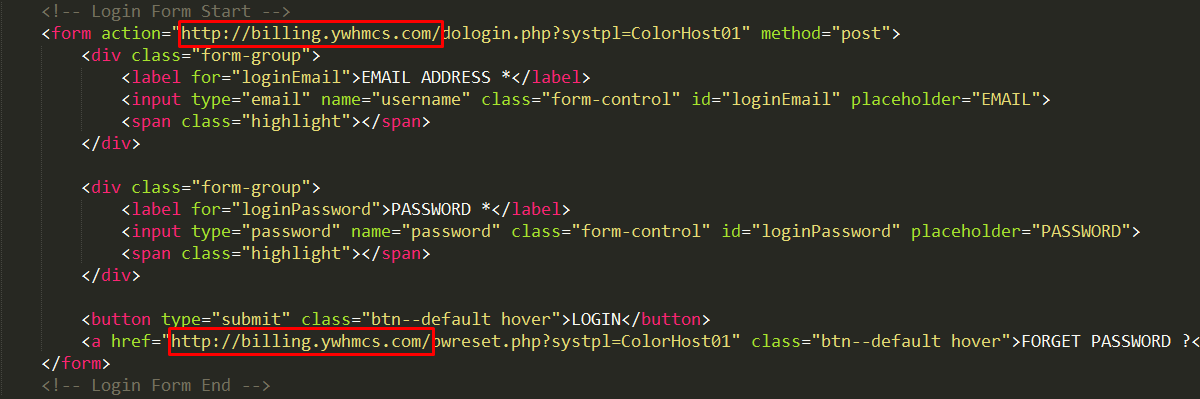 <!-- Login Form Start -->
<form action="http://billing.ywhmcs.com/dologin.php?systpl=ColorHost01" method="post">
<div class="form-group">
<label for="loginEmail">EMAIL ADDRESS *</label>
<input type="email" name="username" class="form-control" id="loginEmail" placeholder="EMAIL">
<span class="highlight"></span>
</div>
<div class="form-group">
<label for="loginPassword">PASSWORD *</label>
<input type="password" name="password" class="form-control" id="loginPassword" placeholder="PASSWORD">
<span class="highlight"></span>
</div>
<button type="submit" class="btn--default hover">LOGIN</button>
<a href="http://billing.ywhmcs.com/pwreset.php?systpl=ColorHost01" class="btn--default hover">FORGET PASSWORD ?<
</form>
<!-- Login Form End -->